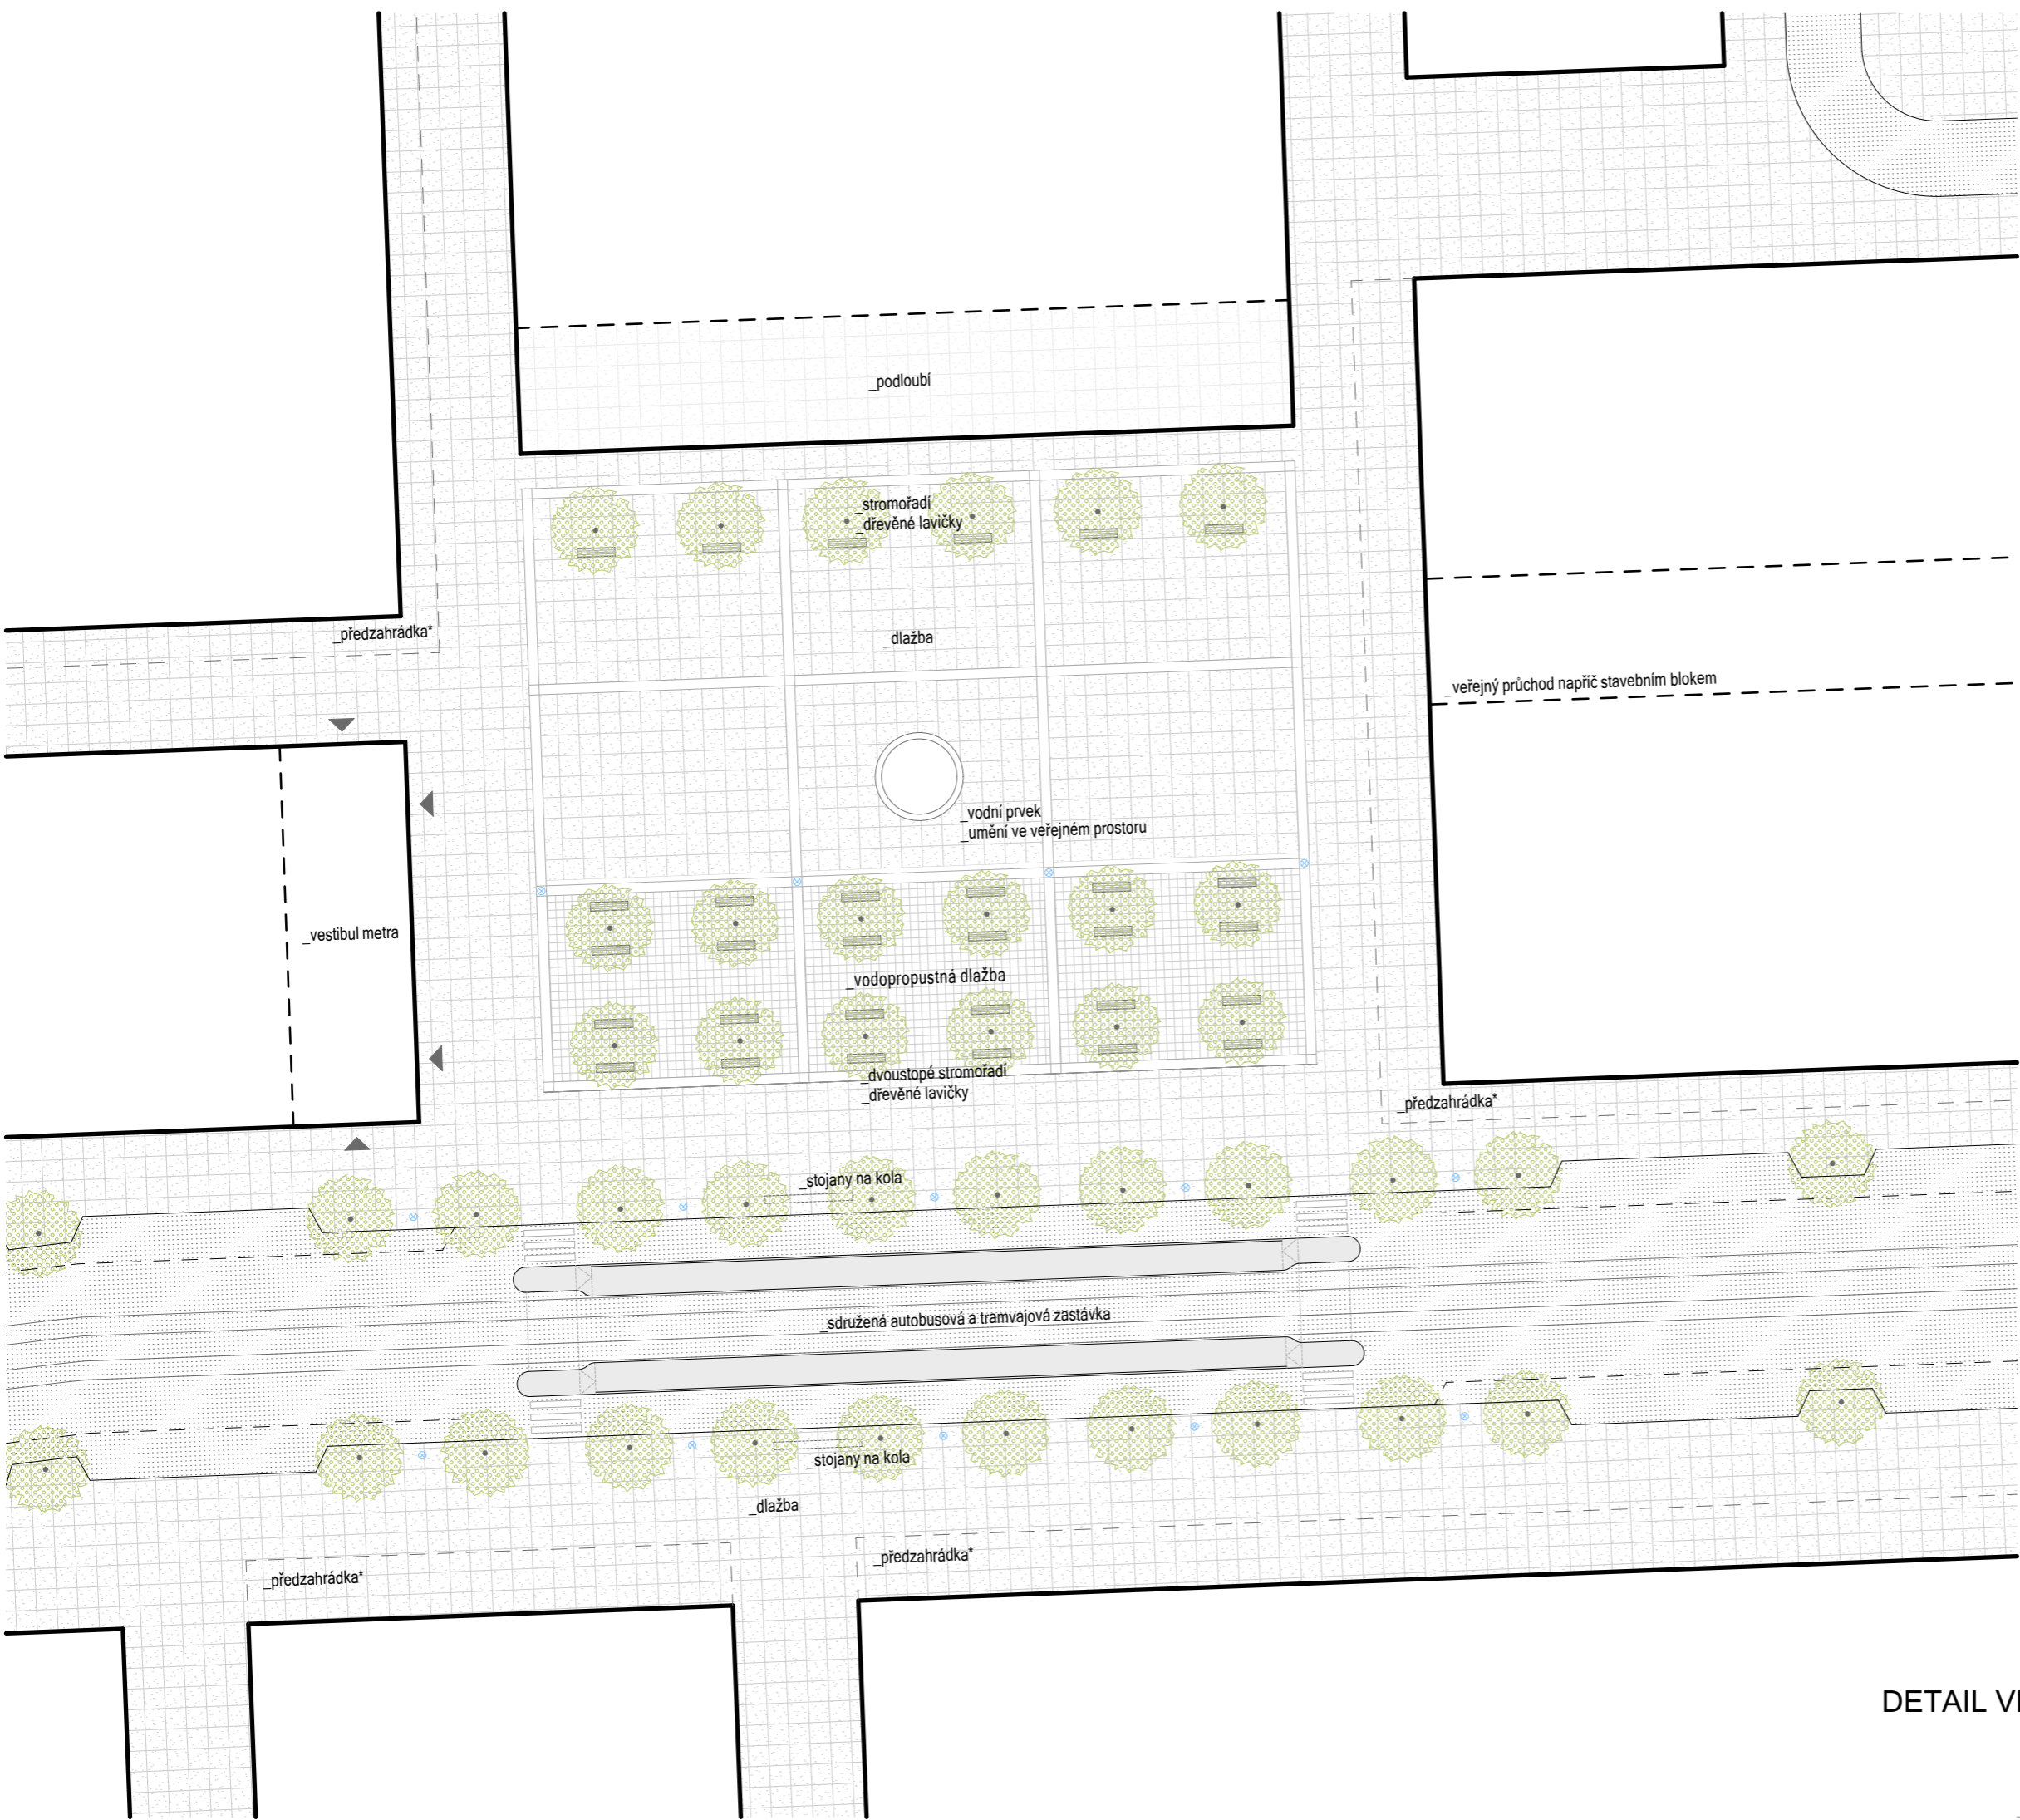 _podloubí
_stromořadí
_dřevěné lavičky
_předzahrádka*
_dlažba
_veřejný průchod napříč stavebním blokem
_vodní prvek
_umění ve veřejném prostoru
_vestibul metra
_vodopropustná dlažba
_dvoustopé stromořadí
_dřevěné lavičky
_předzahrádka*
_stojany na kola
_sdružená autobusová a tramvajová zastávka
_stojany na kola
_dlažba
_předzahrádka*
_předzahrádka*
DETAIL